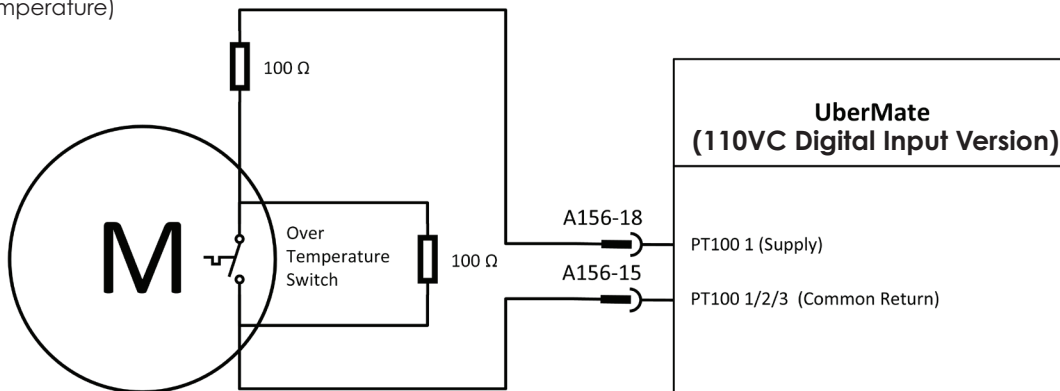 mperature)
100 Ω
UberMate
(110VC Digital Input Version)
M
Over
Temperature
Switch
100 Ω
A156-18
PT100 1 (Supply)
A156-15
PT100 1/2/3 (Common Return)